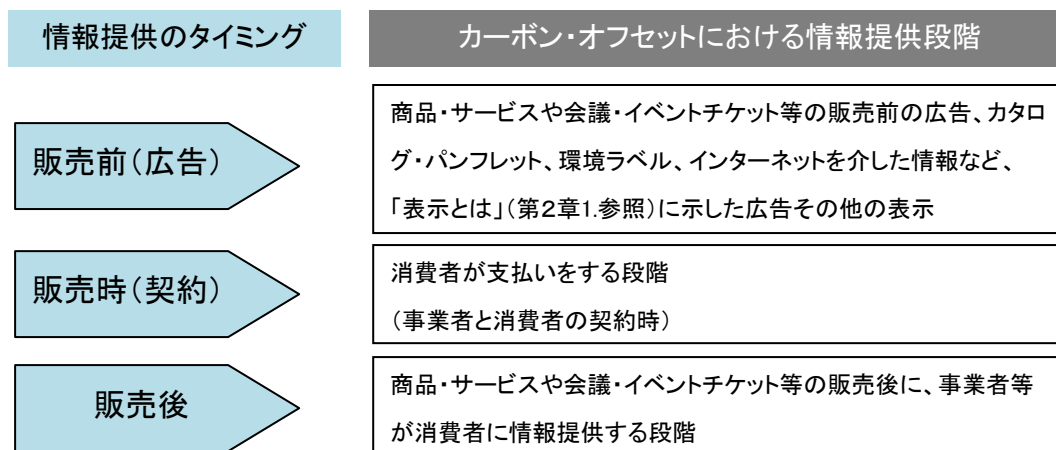 情報提供のタイミング
カーボン・オフセットにおける情報提供段階
販売前(広告)
商品・サービスや会議・イベントチケット等の販売前の広告、カタロ
グ・パンフレット、環境ラベル、インターネットを介した情報など、
「表示とは」(第2章1.参照)に示した広告その他の表示
販売時(契約)
消費者が支払いをする段階
(事業者と消費者の契約時)
販売後
商品・サービスや会議・イベントチケット等の販売後に、事業者等
が消費者に情報提供する段階